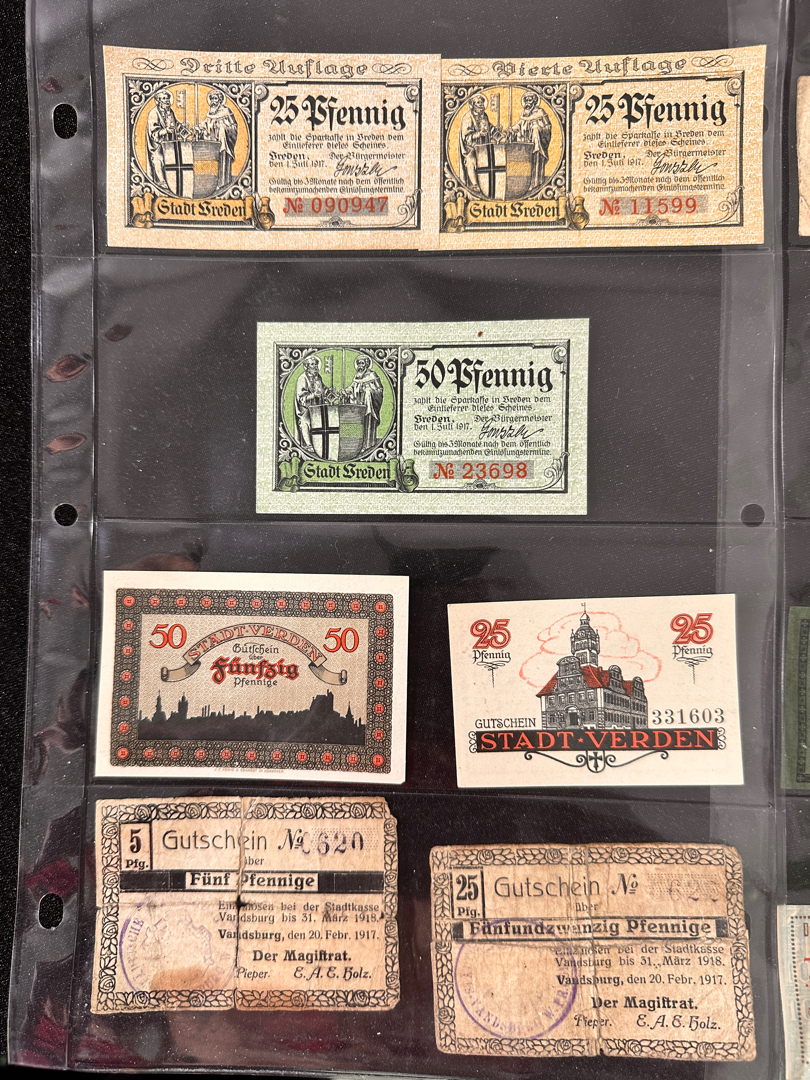 Dritte Auflage
25 Pfennig
zahlt die Sparkasse in Vreden dem
Einlieferer dieses Scheines.
Vreden, Der Bürgermeister
den 1. Juli 1917.
Gültig bis 3 Monate nach dem öffentlich
bekanntzumachenden Einlösungstermine.
Stadt Vreden
№ 090947
Vierte Auflage
25 Pfennig
zahlt die Sparkasse in Vreden dem
Einlieferer dieses Scheines.
Vreden, Der Bürgermeister
den 1. Juli 1917.
Gültig bis 3 Monate nach dem öffentlich
bekanntzumachenden Einlösungstermine.
Stadt Vreden
№ 11599
50 Pfennig
zahlt die Sparkasse in Vreden dem
Einlieferer dieses Scheines.
Vreden, Der Bürgermeister
den 1. Juli 1917.
Gültig bis 3 Monate nach dem öffentlich
bekanntzumachenden Einlösungstermine.
Stadt Vreden
№ 23698
50 STADT·VERDEN 50
Gutschein
über
Fünfzig
Pfennige
25 25
Pfennig Pfennig
GUTSCHEIN 331603
STADT·VERDEN
5 Gutschein № 620
Pfg. über
Fünf Pfennige
Einzulösen bei der Stadtkasse
Vandsburg bis 31. März 1918.
Vandsburg, den 20. Febr. 1917.
Der Magistrat.
Pieper. E. A. E. Holz.
25 Gutschein №
Pfg. über
Fünfundzwanzig Pfennige
Einzulösen bei der Stadtkasse
Vandsburg bis 31. März 1918.
Vandsburg, den 20. Febr. 1917.
Der Magistrat.
Pieper. E. A. E. Holz.